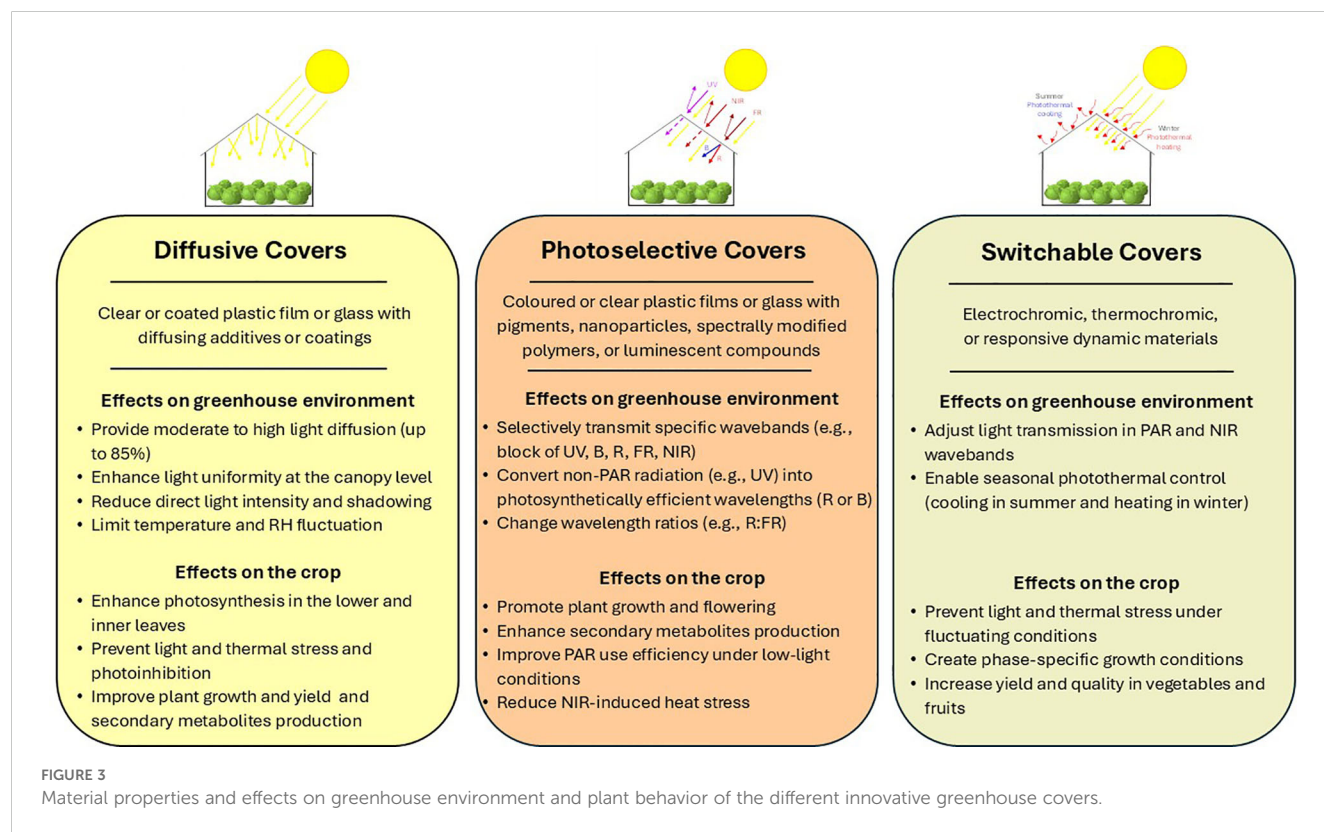 UV
NIR
FR
B
R
Summer
Photothermal
cooling
Winter
Photothermal
heating
Diffusive Covers
Clear or coated plastic film or glass with
diffusing additives or coatings
Effects on greenhouse environment
• Provide moderate to high light diffusion (up
to 85%)
• Enhance light uniformity at the canopy level
• Reduce direct light intensity and shadowing
• Limit temperature and RH fluctuation
Effects on the crop
• Enhance photosynthesis in the lower and
inner leaves
• Prevent light and thermal stress and
photoinhibition
• Improve plant growth and yield and
secondary metabolites production
Photoselective Covers
Coloured or clear plastic films or glass with
pigments, nanoparticles, spectrally modified
polymers, or luminescent compounds
Effects on greenhouse environment
• Selectively transmit specific wavebands (e.g.,
block of UV, B, R, FR, NIR)
• Convert non-PAR radiation (e.g., UV) into
photosynthetically efficient wavelengths (R or B)
• Change wavelength ratios (e.g., R:FR)
Effects on the crop
• Promote plant growth and flowering
• Enhance secondary metabolites production
• Improve PAR use efficiency under low-light
conditions
• Reduce NIR-induced heat stress
Switchable Covers
Electrochromic, thermochromic,
or responsive dynamic materials
Effects on greenhouse environment
• Adjust light transmission in PAR and NIR
wavebands
• Enable seasonal photothermal control
(cooling in summer and heating in winter)
Effects on the crop
• Prevent light and thermal stress under
fluctuating conditions
• Create phase-specific growth conditions
• Increase yield and quality in vegetables and
fruits
FIGURE 3
Material properties and effects on greenhouse environment and plant behavior of the different innovative greenhouse covers.